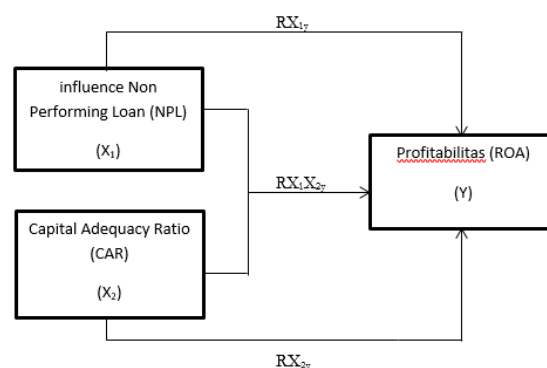 RX₁y
influence Non
Performing Loan (NPL)
(X₁)
Profitabilitas (ROA)
(Y)
RX₁X₂y
Capital Adequacy Ratio
(CAR)
(X₂)
RX₂y